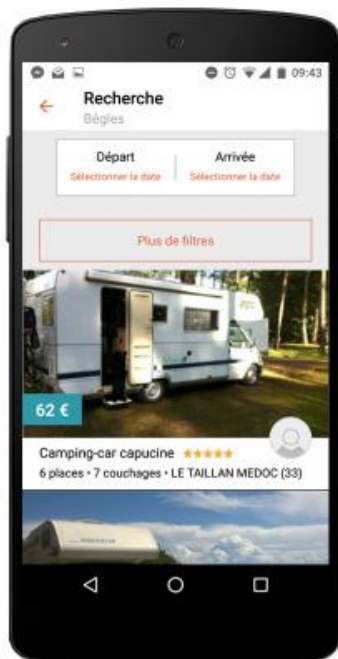 09:43
Recherche
Bègles
Départ
Arrivée
Sélectionner la date
Sélectionner la date
Plus de filtres
62 €
Camping-car capucine
6 places • 7 couchages • LE TAILLAN MEDOC (33)